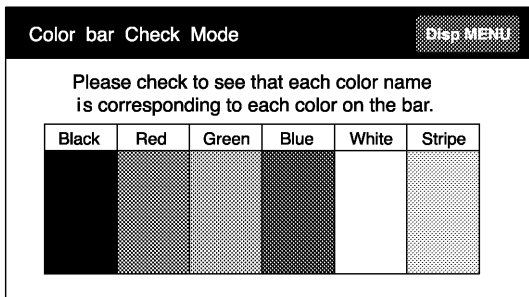 Color bar Check Mode
Disp MENU
Please check to see that each color name
is corresponding to each color on the bar.
Black Red Green Blue White Stripe